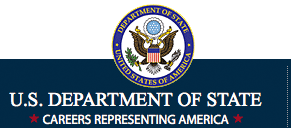 DEPARTMENT OF STATE
UNITED STATES OF AMERICA
U.S. DEPARTMENT OF STATE
★ CAREERS REPRESENTING AMERICA ★